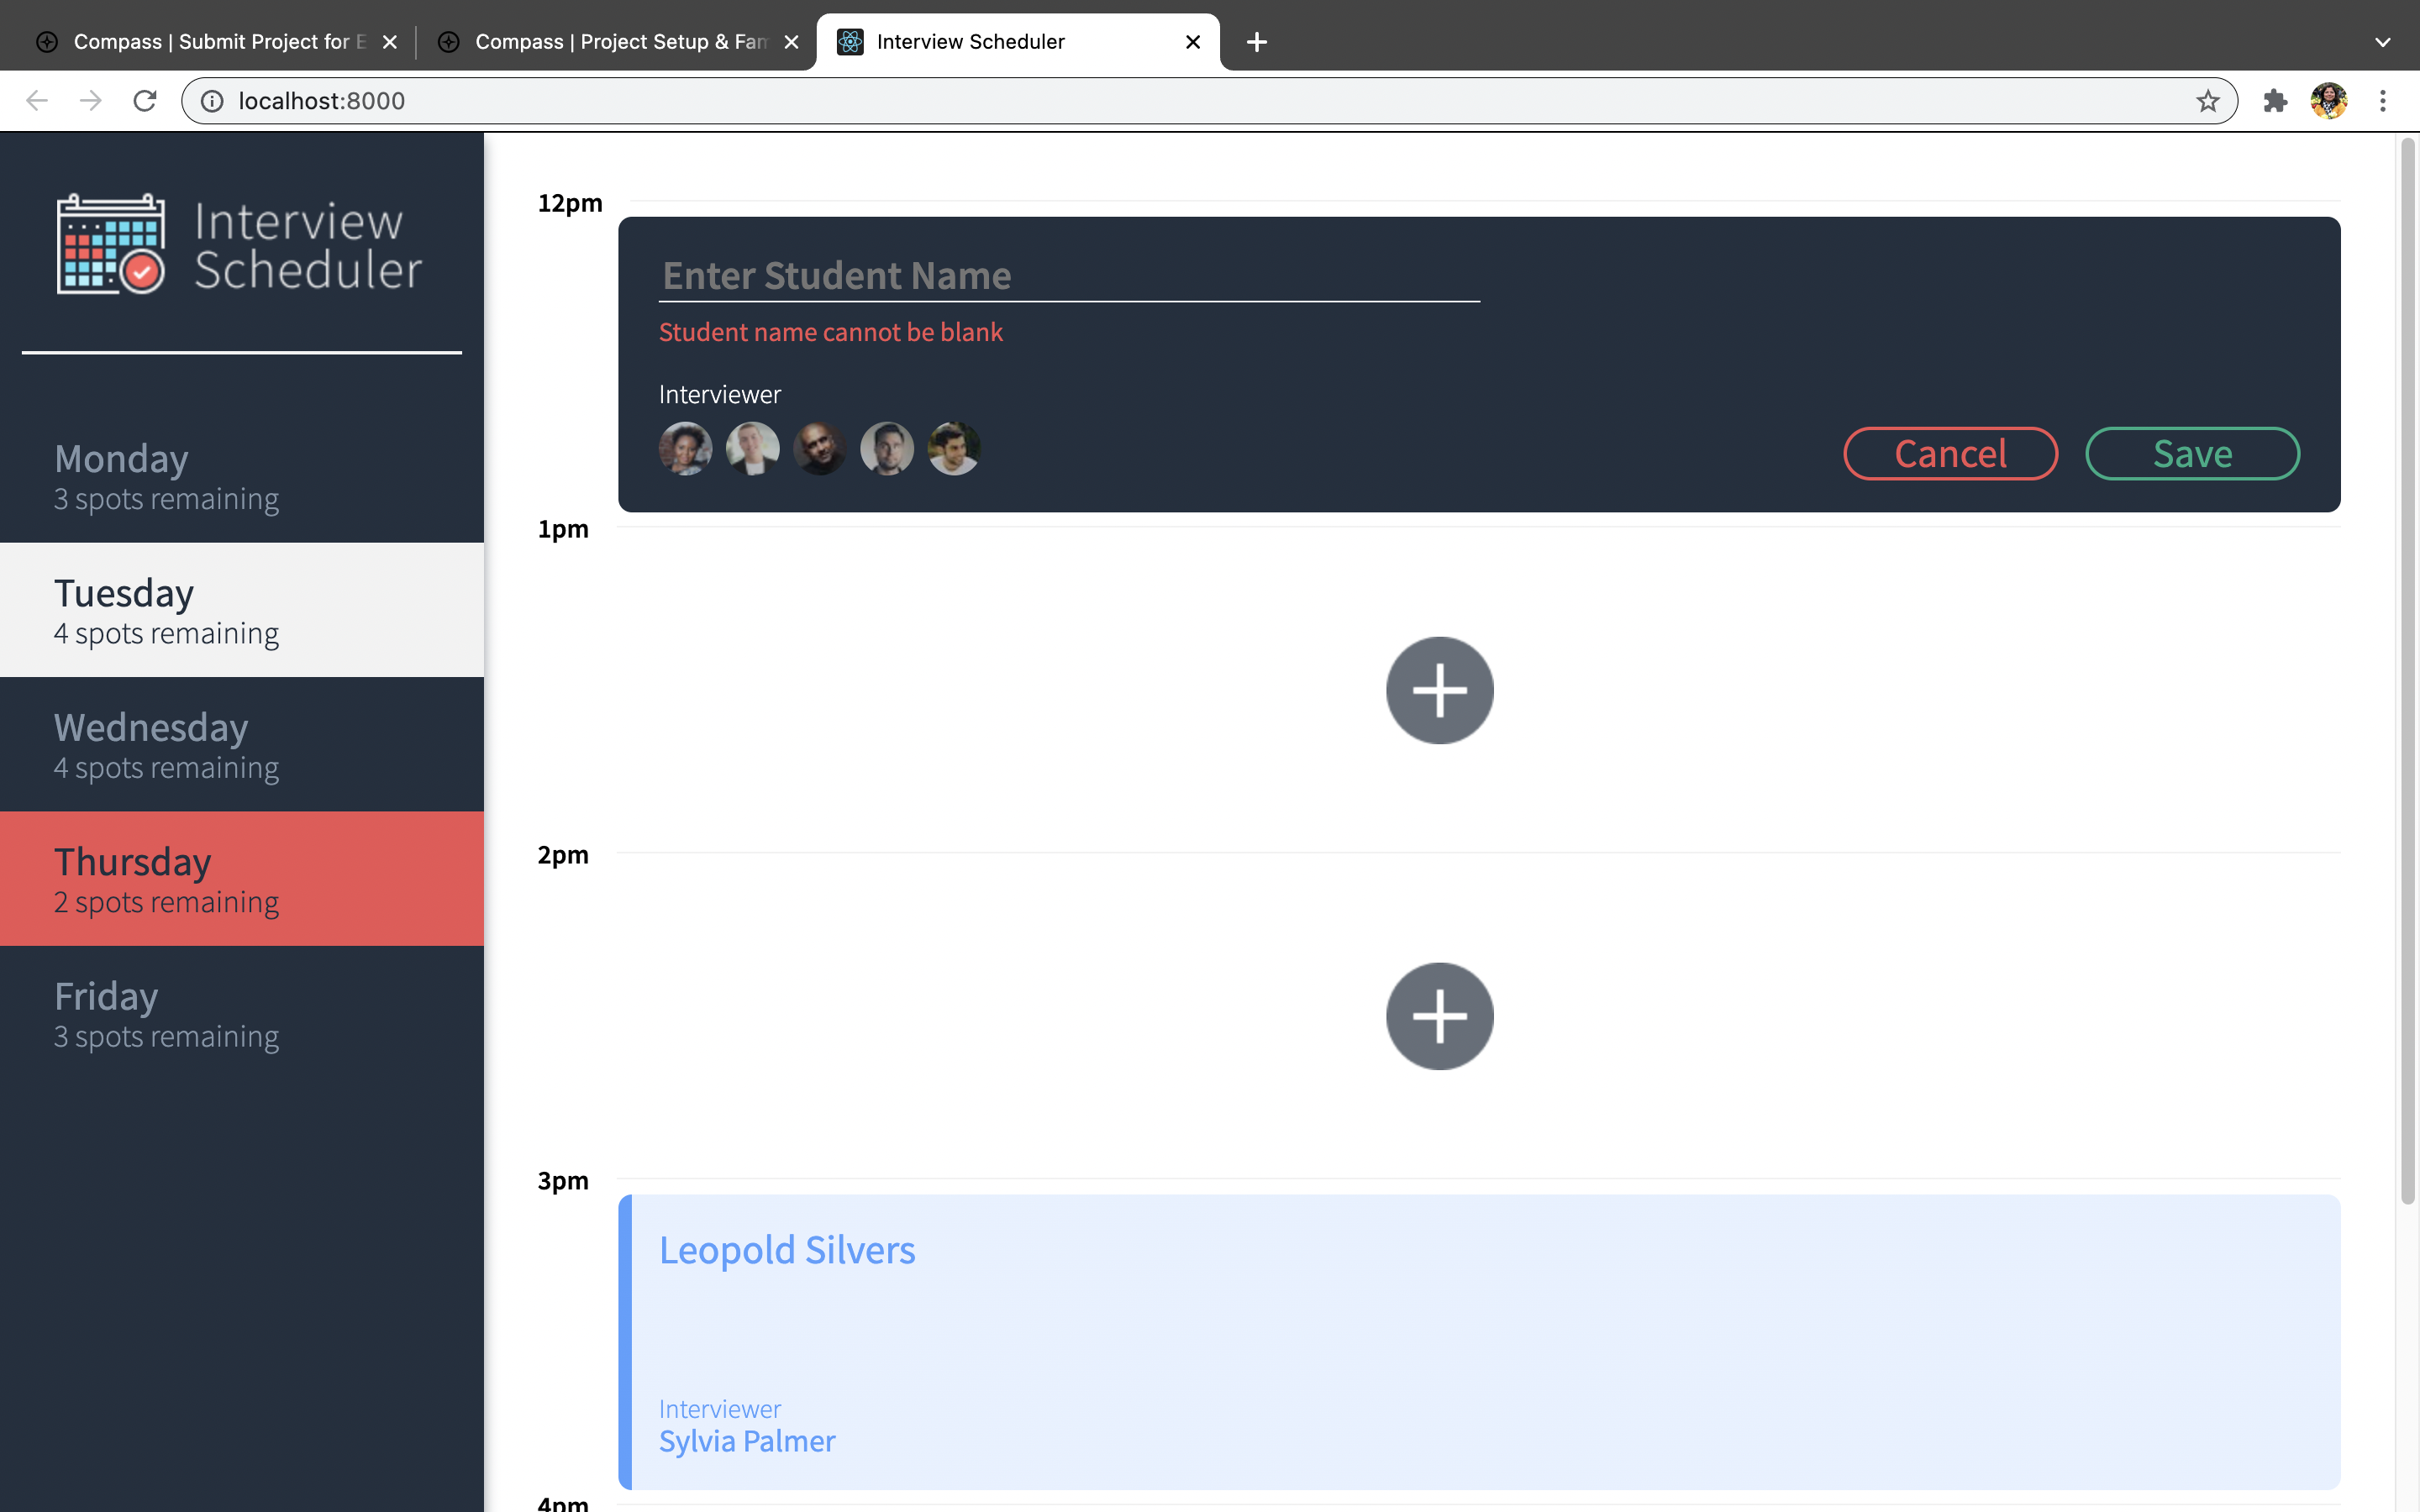 Compass | Submit Project for E
Compass | Project Setup & Fam
Interview Scheduler
localhost:8000
Interview
Scheduler
Monday
3 spots remaining
Tuesday
4 spots remaining
Wednesday
4 spots remaining
Thursday
2 spots remaining
Friday
3 spots remaining
12pm
Enter Student Name
Student name cannot be blank
Interviewer
Cancel
Save
1pm
2pm
3pm
Leopold Silvers
Interviewer
Sylvia Palmer
4pm